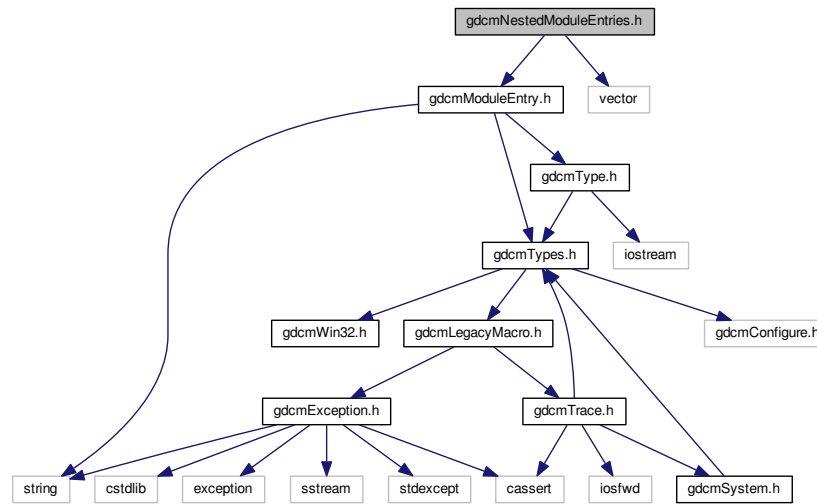 gdcmNestedModuleEntries.h
gdcmModuleEntry.h
vector
gdcmType.h
gdcmTypes.h
iostream
gdcmWin32.h
gdcmLegacyMacro.h
gdcmConfigure.h
gdcmException.h
gdcmTrace.h
string
cstdlib
exception
sstream
stdexcept
cassert
iosfwd
gdcmSystem.h